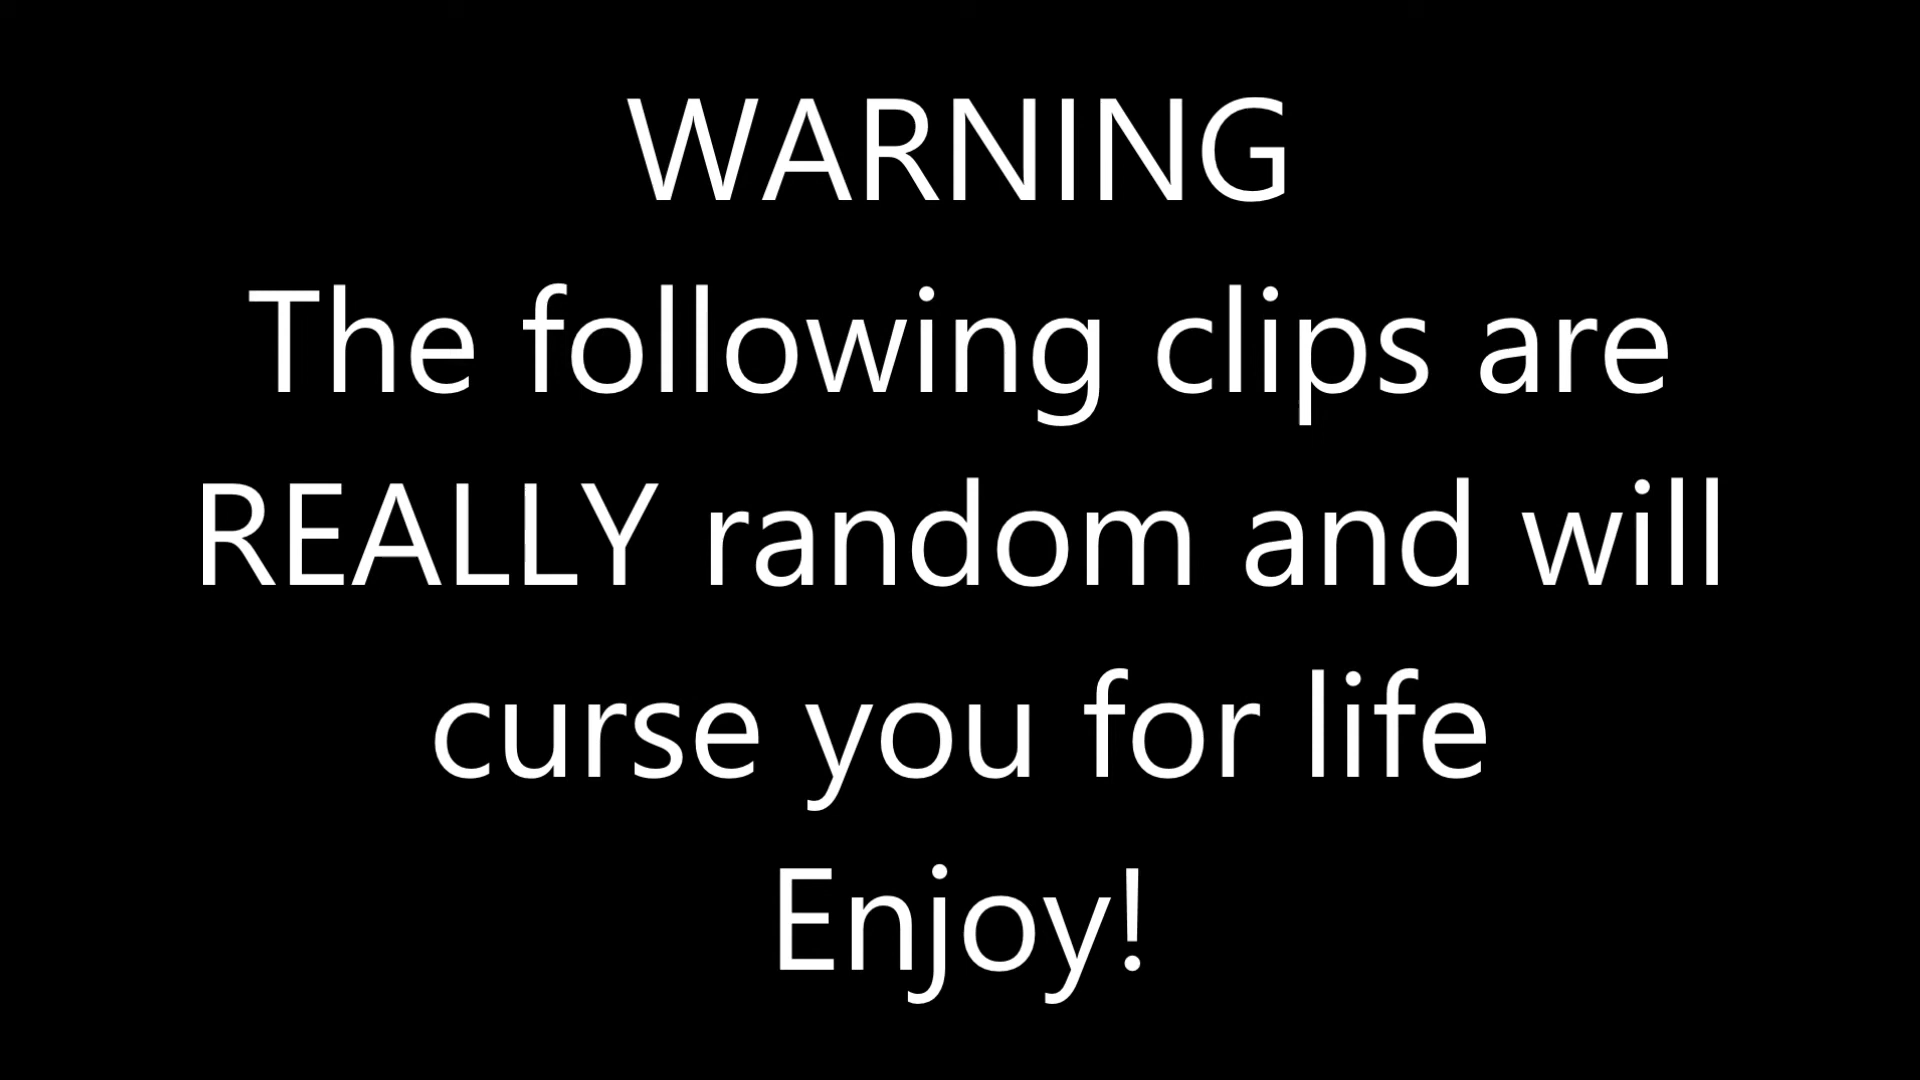 WARNING
The following clips are
REALLY random and will
curse you for life
Enjoy!